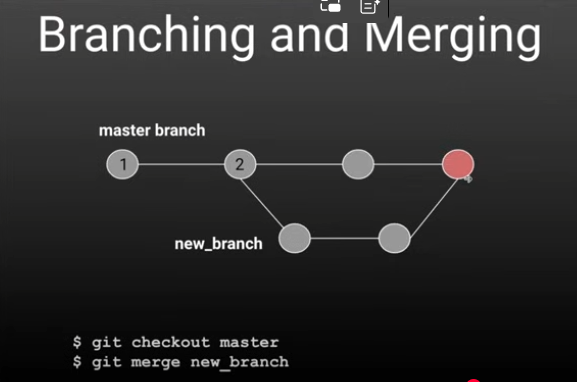 Branching and Merging
master branch
1
2
new_branch
$ git checkout master
$ git merge new_branch